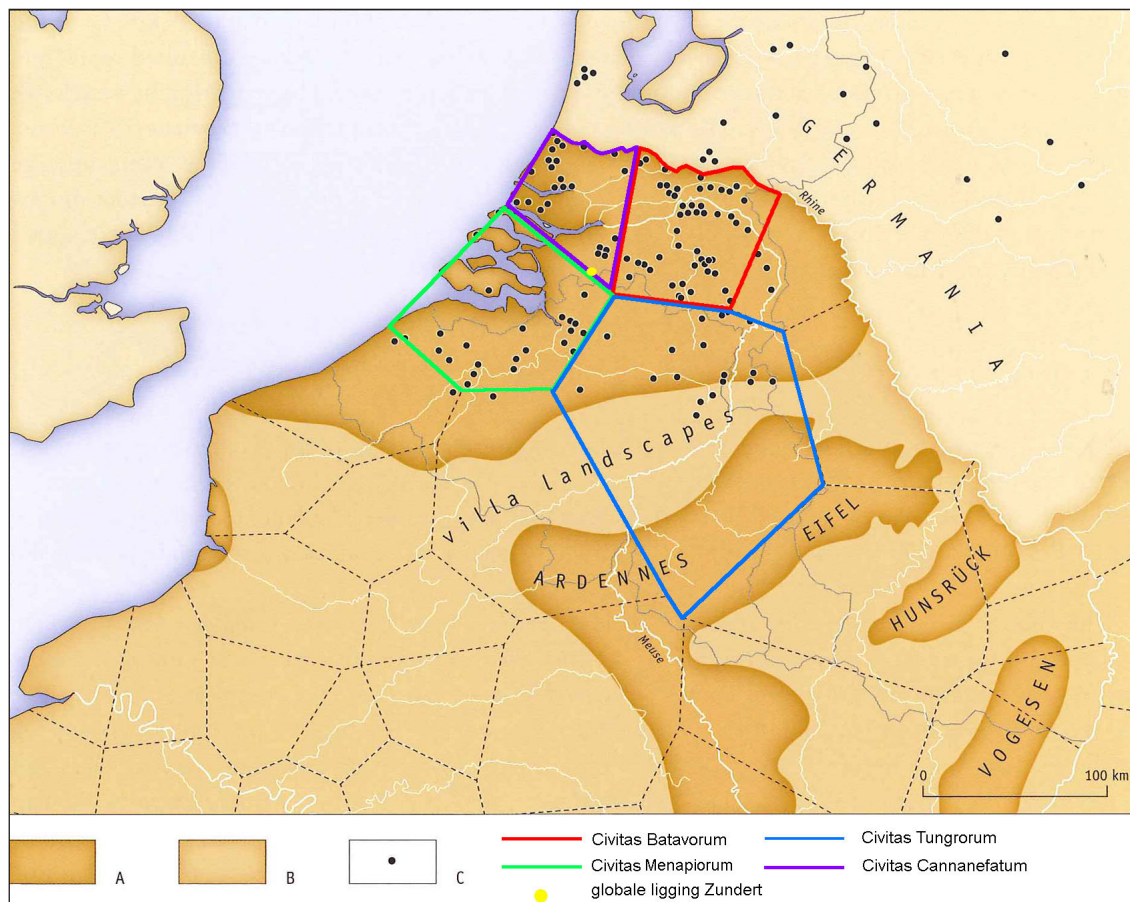 GERMANIA
Rhine
villa landscapes
EIFEL
ARDENNES
HUNSRÜCK
Meuse
VOGESEN
0 100 km
A B C
Civitas Batavorum
Civitas Tungrorum
Civitas Menapiorum
Civitas Cannanefatum
globale ligging Zundert